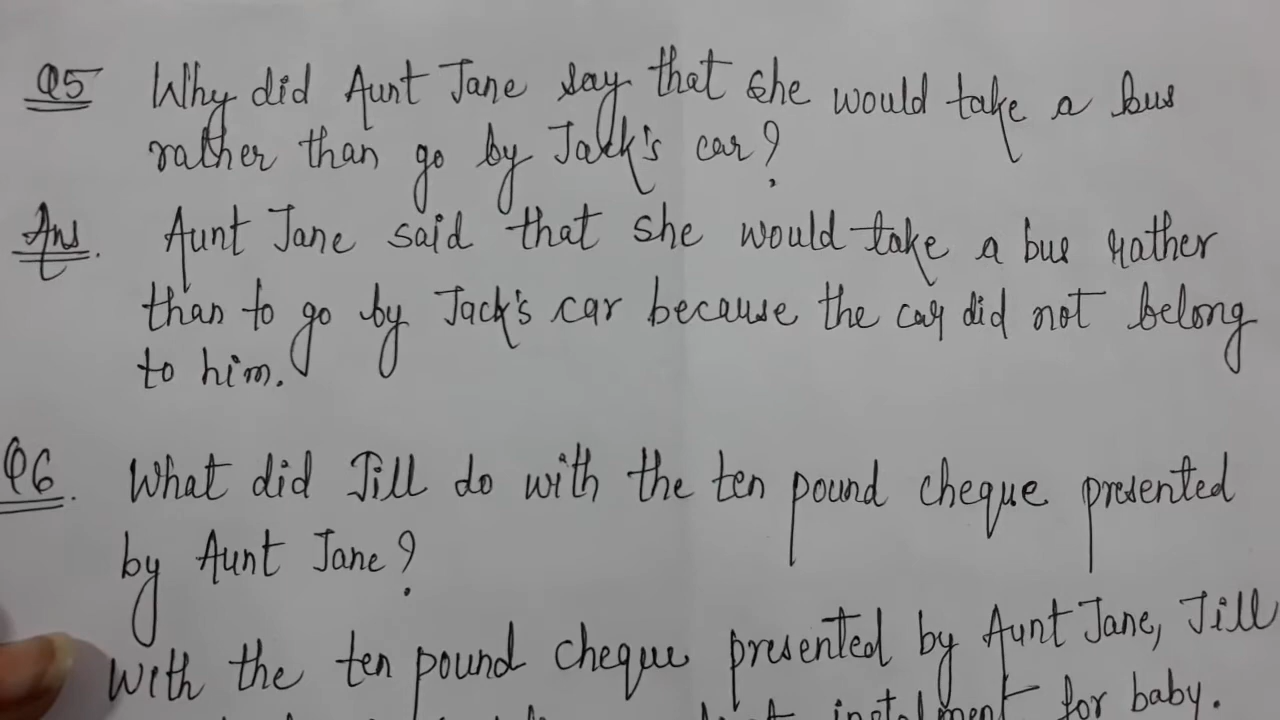 Q5 Why did Aunt Jane say that she would take a bus
rather than go by Jack's car?
Ans. Aunt Jane said that she would take a bus rather
than to go by Jack's car because the car did not belong
to him.
Q6. What did Jill do with the ten pound cheque presented
by Aunt Jane?
With the ten pound cheque presented by Aunt Jane, Jill
instalment for baby.